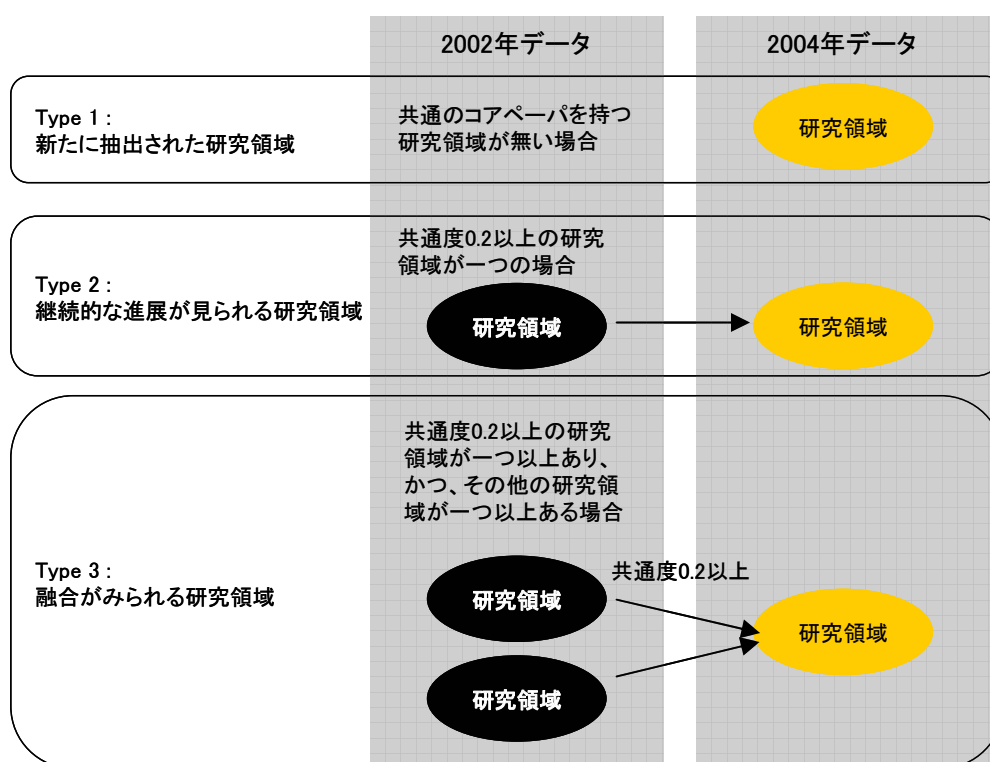 2002年データ
2004年データ
Type 1 :
新たに抽出された研究領域
共通のコアペーパを持つ
研究領域が無い場合
研究領域
Type 2 :
継続的な進展が見られる研究領域
共通度0.2以上の研究
領域が一つの場合
研究領域
研究領域
Type 3 :
融合がみられる研究領域
共通度0.2以上の研究
領域が一つ以上あり、
かつ、その他の研究領
域が一つ以上ある場合
研究領域
共通度0.2以上
研究領域
研究領域